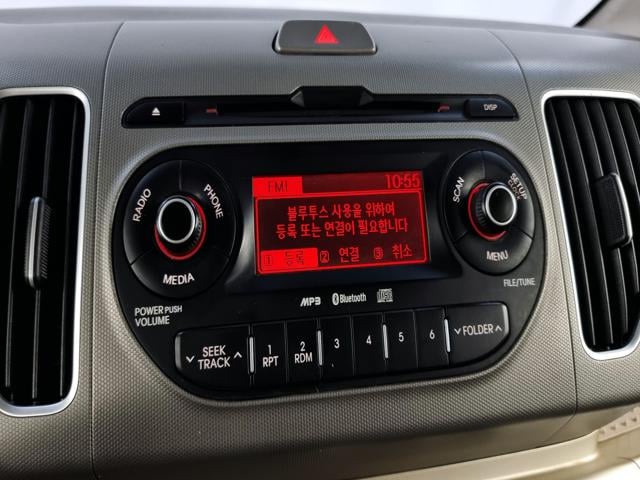 DISP
RADIO
PHONE
MEDIA
POWER PUSH
VOLUME
FM1 10:55
블루투스 사용을 위하여
등록 또는 연결이 필요합니다
① 등록 ② 연결 ③ 취소
SCAN
SETUP
MENU
FILE/TUNE
MP3 Bluetooth
SEEK
TRACK
1
RPT
2
RDM
3
4
5
6
FOLDER